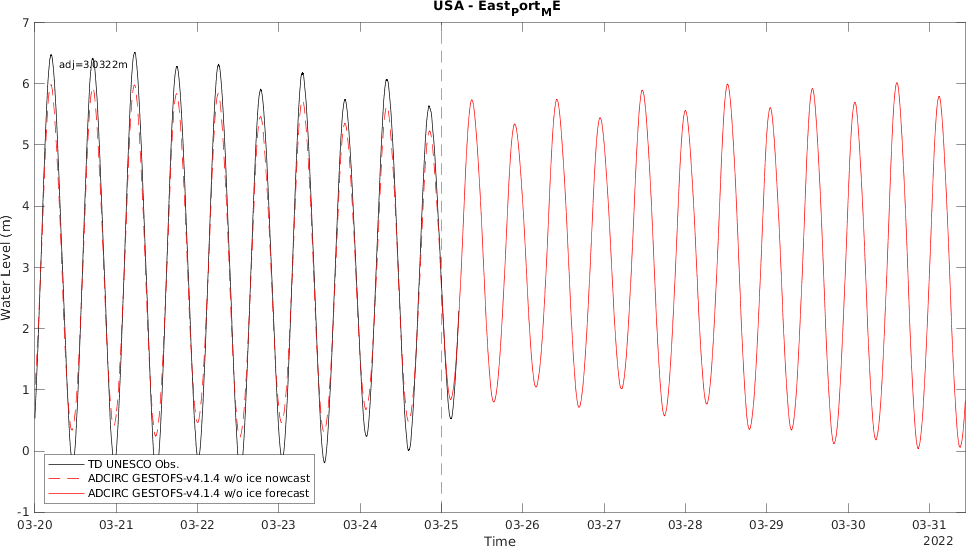 USA - EastPortME
7
adj=3.0322m
6
5
4
3
2
1
0
-1
Water Level (m)
TD UNESCO Obs.
ADCIRC GESTOFS-v4.1.4 w/o ice nowcast
ADCIRC GESTOFS-v4.1.4 w/o ice forecast
03-20 03-21 03-22 03-23 03-24 03-25 03-26 03-27 03-28 03-29 03-30 03-31
Time
2022